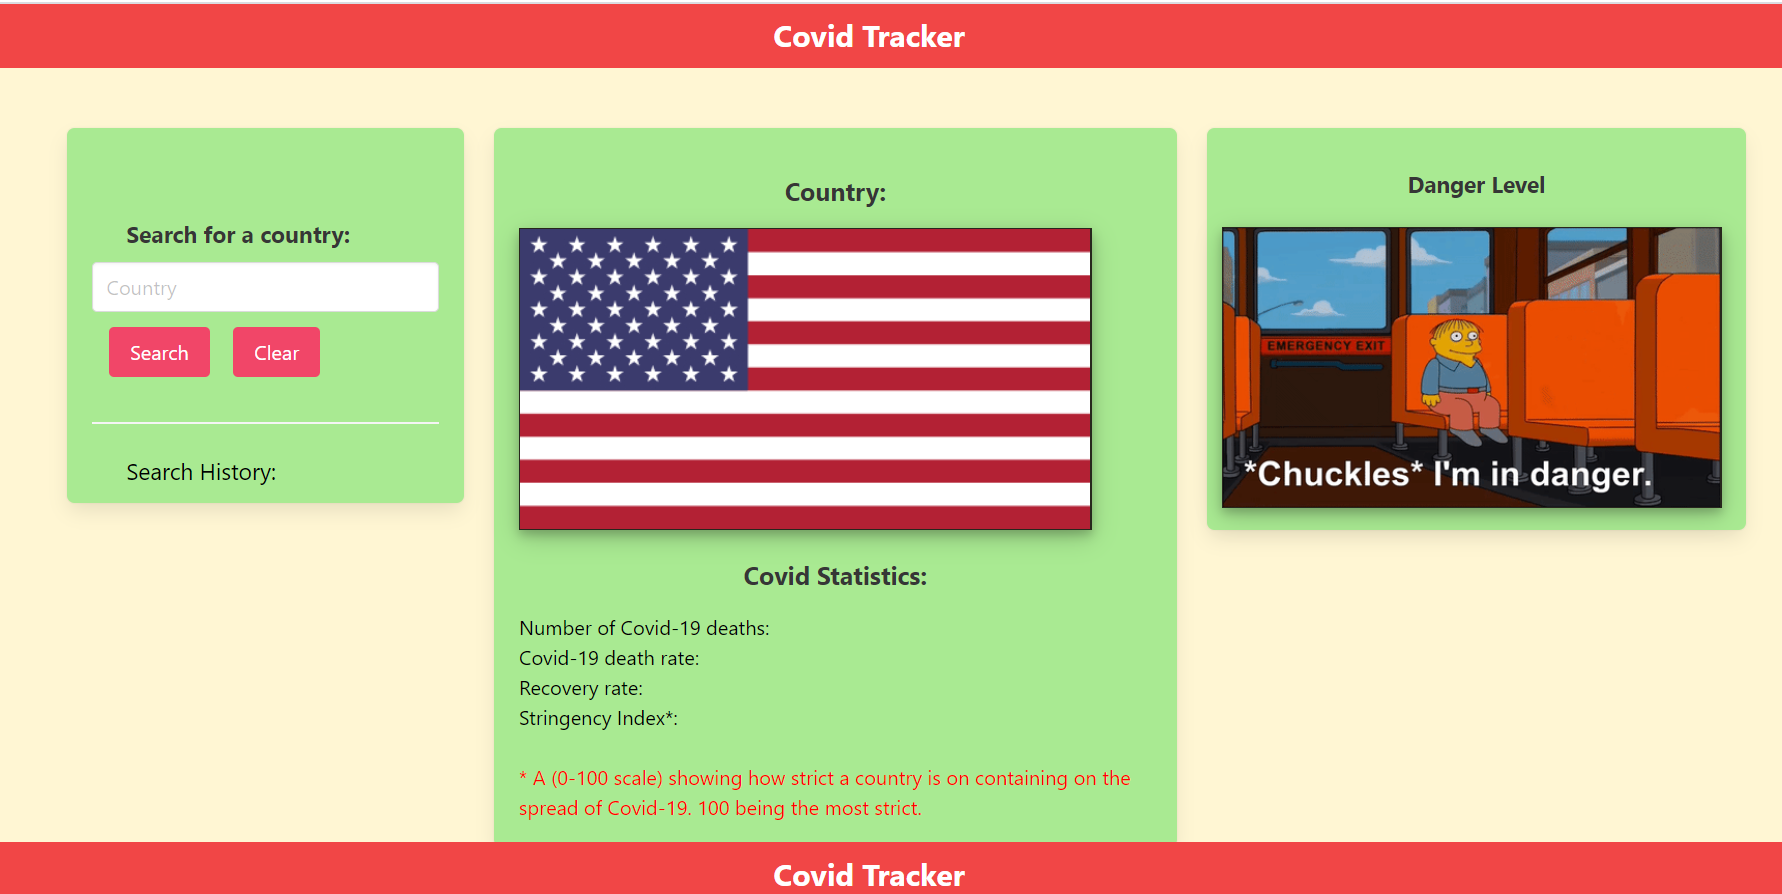 Covid Tracker
Search for a country:
Country
Search Clear
Search History:
Country:
Covid Statistics:
Number of Covid-19 deaths:
Covid-19 death rate:
Recovery rate:
Stringency Index*:
* A (0-100 scale) showing how strict a country is on containing on the
spread of Covid-19. 100 being the most strict.
Danger Level
EMERGENCY EXIT
*Chuckles* I'm in danger.
Covid Tracker